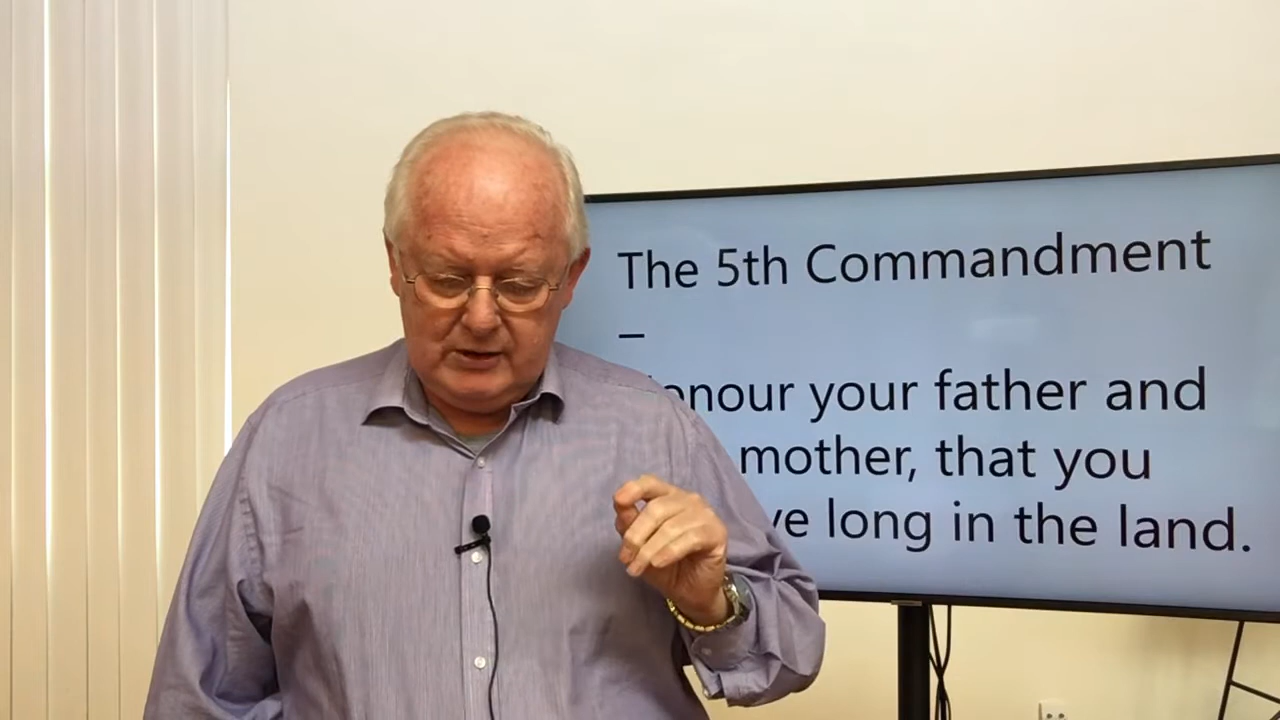 The 5th Commandment
–
onour your father and
mother, that you
ve long in the land.